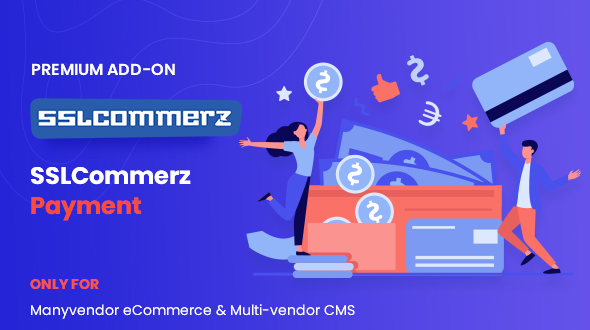 PREMIUM ADD-ON
SSLCOMMERZ
SSLCommerz
Payment
ONLY FOR
Manyvendor eCommerce & Multi-vendor CMS